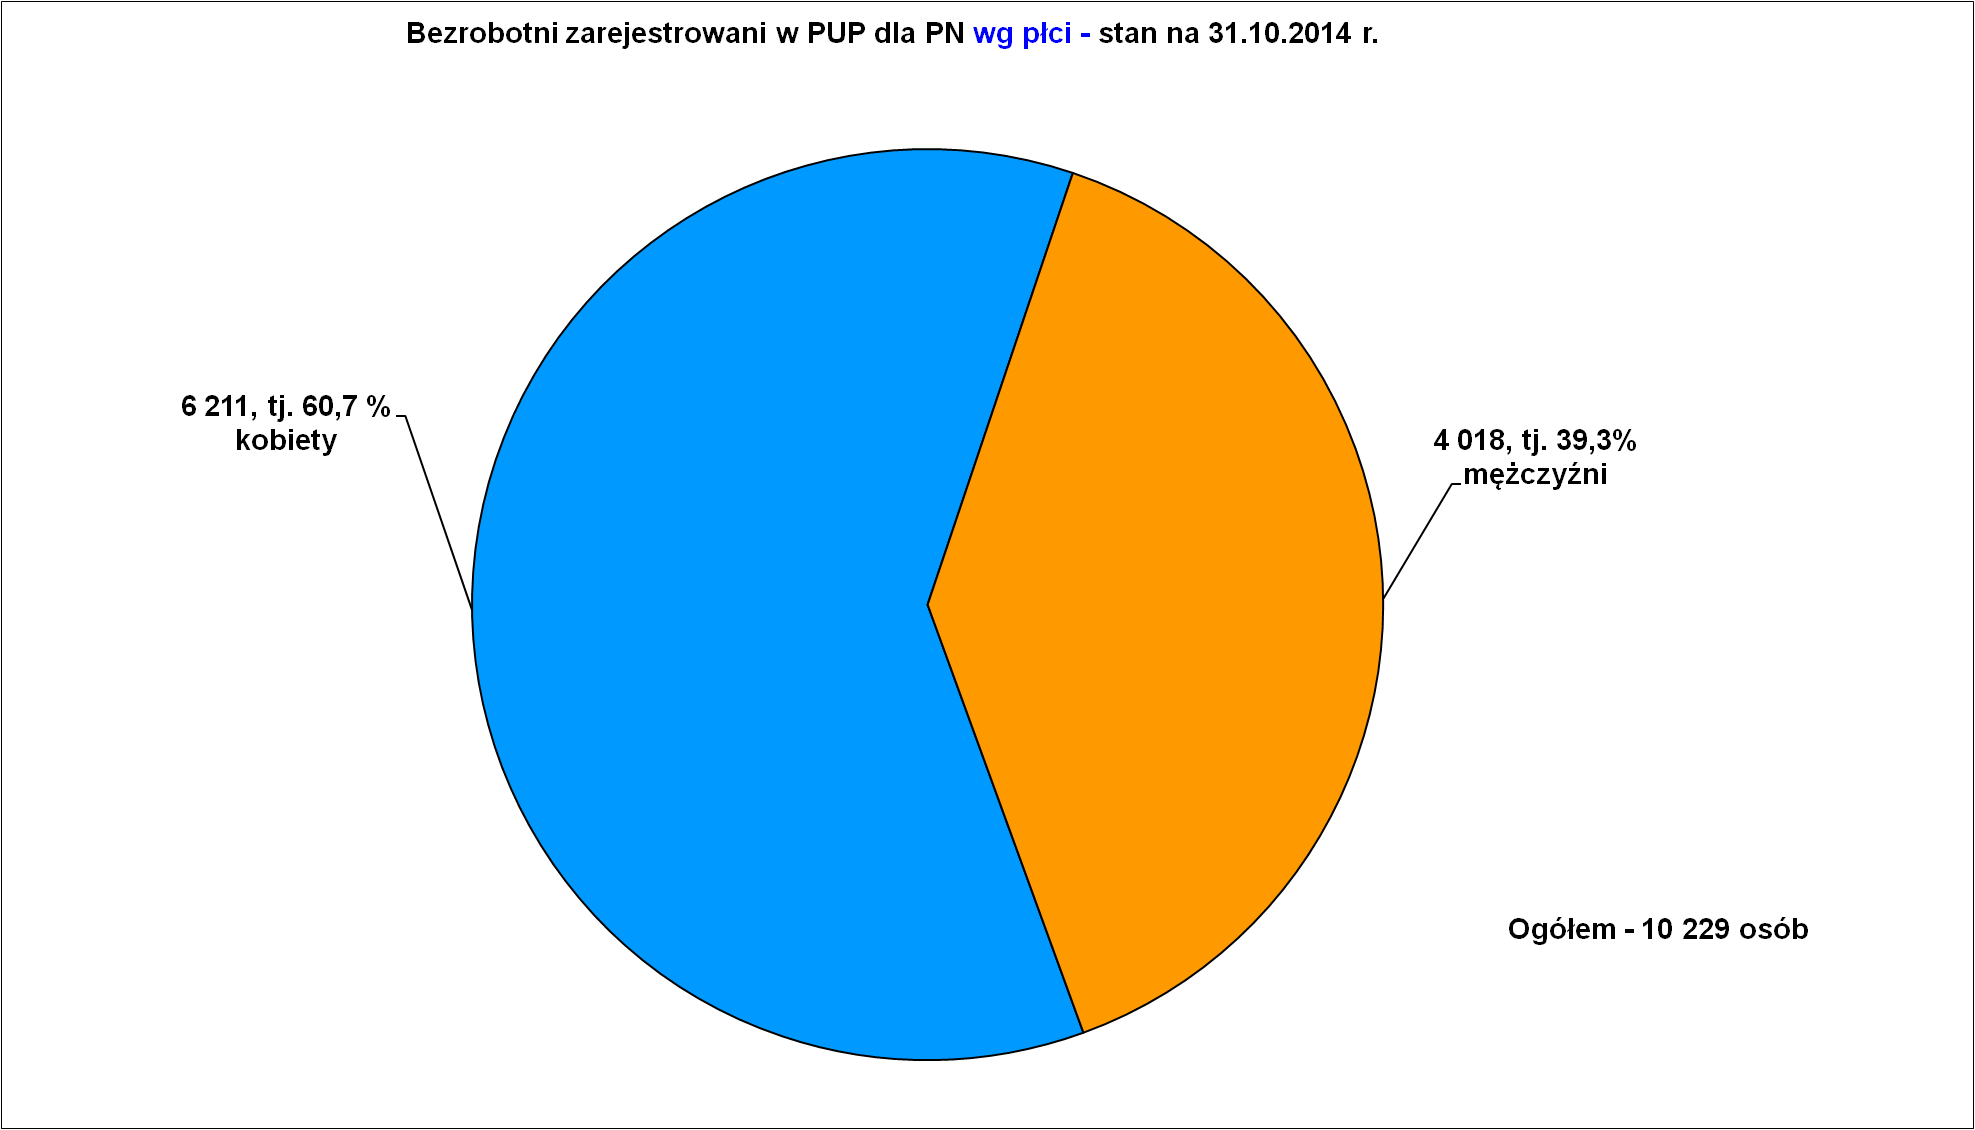 Bezrobotni zarejestrowani w PUP dla PN wg płci - stan na 31.10.2014 r.
6 211, tj. 60,7 %
kobiety
4 018, tj. 39,3%
mężczyźni
Ogółem - 10 229 osób